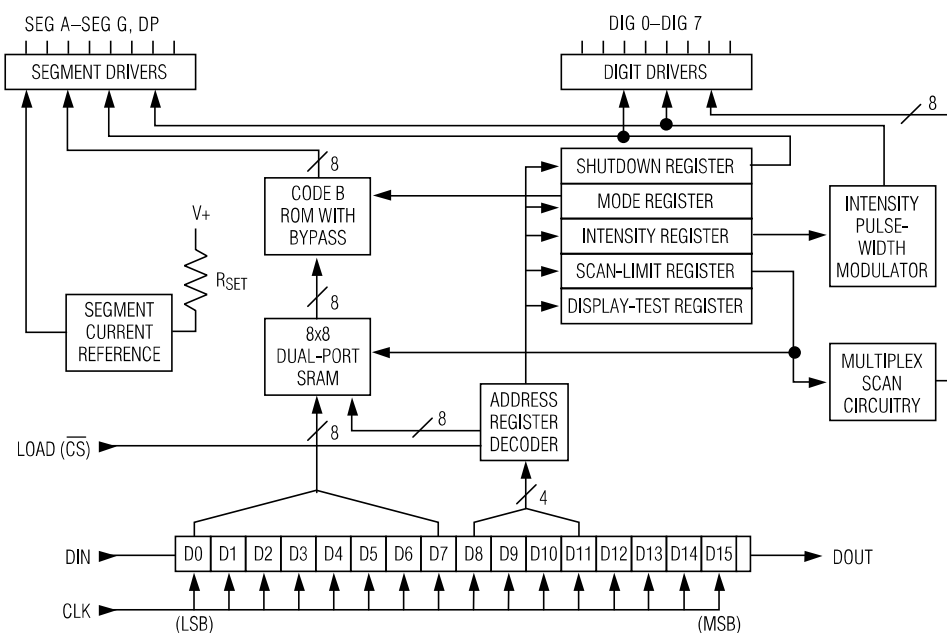 SEG A–SEG G, DP
SEGMENT DRIVERS
DIG 0–DIG 7
DIGIT DRIVERS
8
8
CODE B
ROM WITH
BYPASS
SHUTDOWN REGISTER
MODE REGISTER
INTENSITY REGISTER
SCAN-LIMIT REGISTER
DISPLAY-TEST REGISTER
INTENSITY
PULSE-
WIDTH
MODULATOR
V+
RSET
SEGMENT
CURRENT
REFERENCE
8
8x8
DUAL-PORT
SRAM
MULTIPLEX
SCAN
CIRCUITRY
ADDRESS
REGISTER
DECODER
8
8
LOAD (C̅S̅)
4
DIN
D0 D1 D2 D3 D4 D5 D6 D7 D8 D9 D10 D11 D12 D13 D14 D15
DOUT
CLK
(LSB)
(MSB)